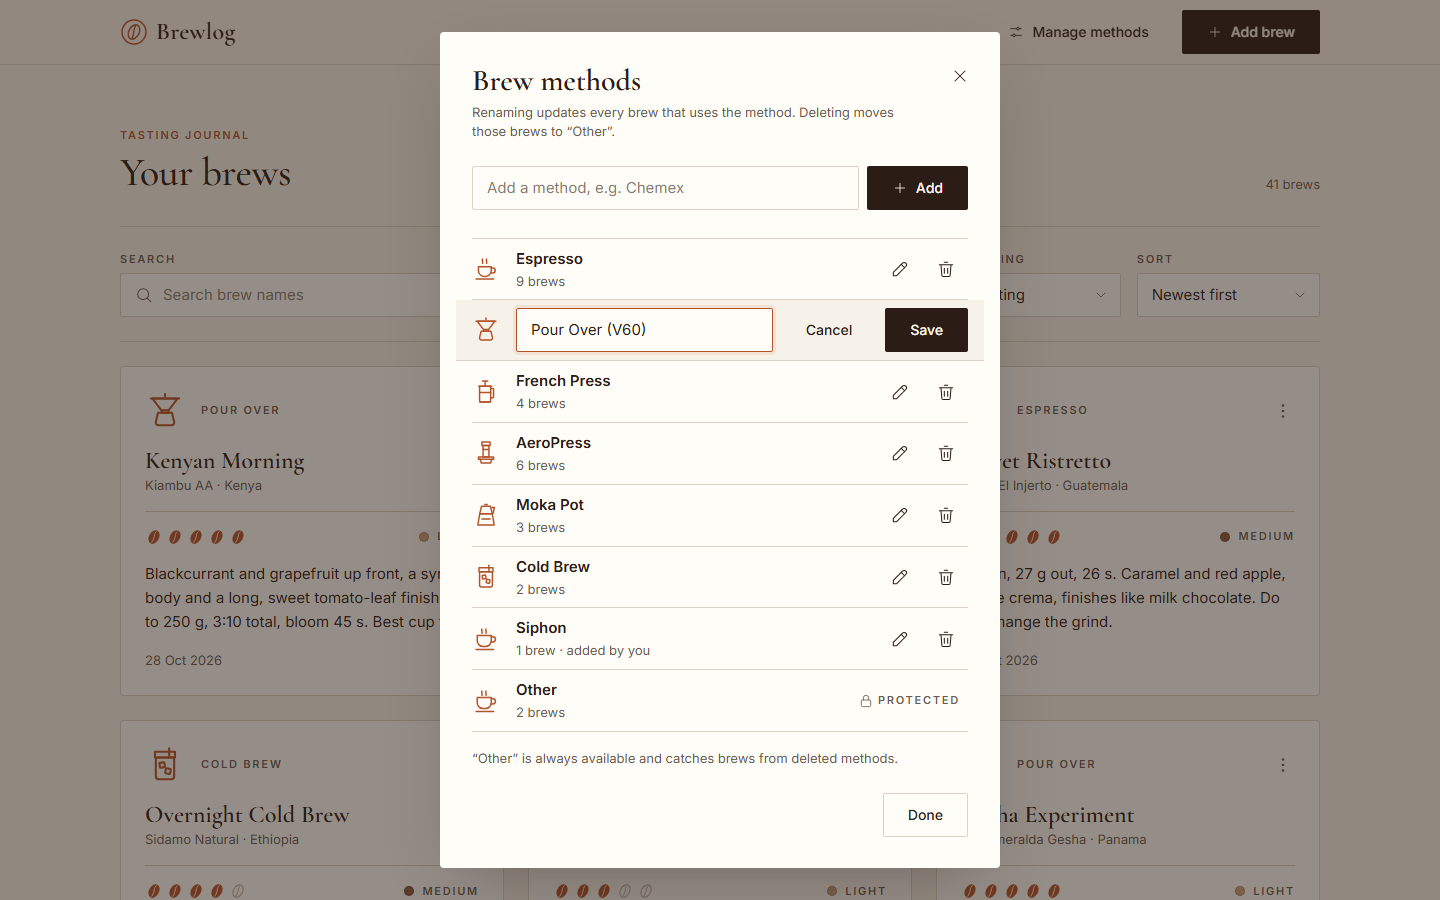 Brewlog
Manage methods
Add brew
TASTING JOURNAL
Your brews
41 brews
SEARCH
SORT
Search brew names
Newest first
Brew methods
Renaming updates every brew that uses the method. Deleting moves
those brews to “Other”.
Add a method, e.g. Chemex
Add
Espresso
9 brews
Pour Over (V60)
Cancel
Save
French Press
4 brews
AeroPress
6 brews
Moka Pot
3 brews
Cold Brew
2 brews
Siphon
1 brew · added by you
Other
2 brews
PROTECTED
“Other” is always available and catches brews from deleted methods.
Done
POUR OVER
Kenyan Morning
Kiambu AA · Kenya
Blackcurrant and grapefruit up front, a
body and a long, sweet tomato-leaf finish
to 250 g, 3:10 total, bloom 45 s. Best cup
28 Oct 2026
ESPRESSO
Ristretto
El Injerto · Guatemala
MEDIUM
27 g out, 26 s. Caramel and red apple,
crema, finishes like milk chocolate. Do
the grind.
2026
COLD BREW
Overnight Cold Brew
Sidamo Natural · Ethiopia
MEDIUM
LIGHT
POUR OVER
Experiment
Gesha · Panama
LIGHT